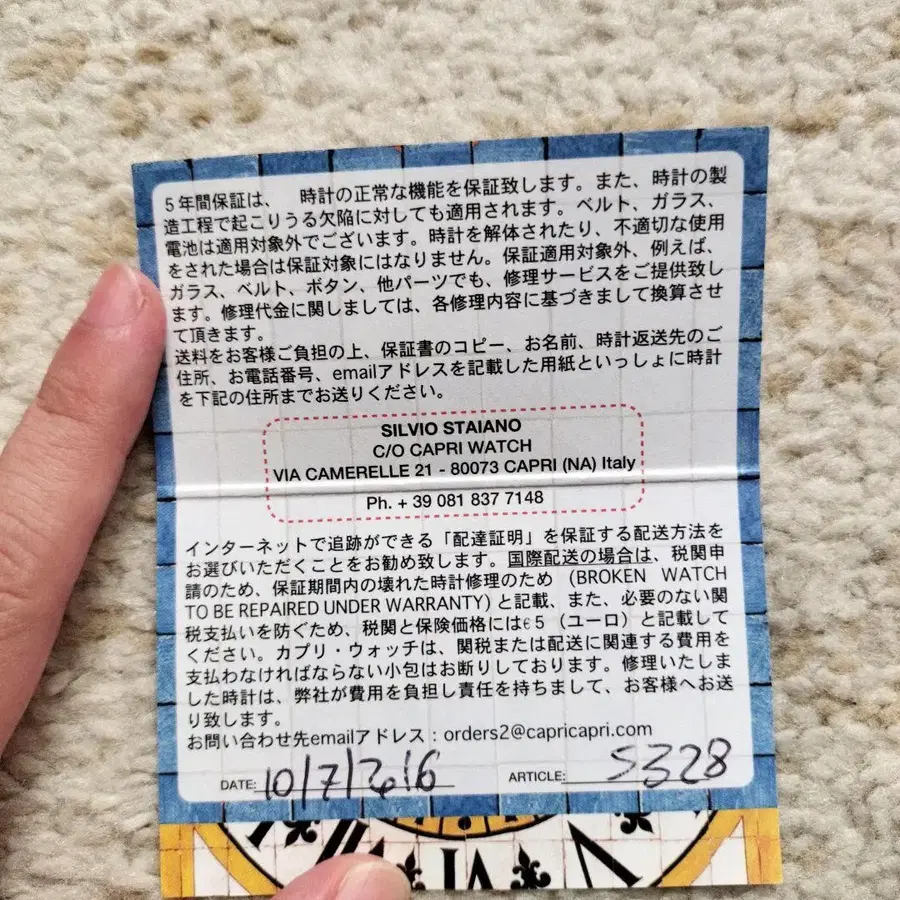 5年間保証は、 時計の正常な機能を保証致します。また、時計の製
造工程で起こりうる欠陥に対しても適用されます。ベルト、ガラス、
電池は適用対象外でございます。時計を解体されたり、不適切な使用
をされた場合は保証対象にはなりません。保証適用対象外、例えば、
ガラス、ベルト、ボタン、他パーツでも、修理サービスをご提供致し
ます。修理代金に関しましては、各修理内容に基づきまして換算させ
て頂きます。
送料をお客様ご負担の上、保証書のコピー、お名前、時計返送先のご
住所、お電話番号、emailアドレスを記載した用紙といっしょに時計
を下記の住所までお送りください。
SILVIO STAIANO
C/O CAPRI WATCH
VIA CAMERELLE 21 - 80073 CAPRI (NA) Italy
Ph. + 39 081 837 7148
インターネットで追跡ができる「配達証明」を保証する配送方法を
お選びいただくことをお勧め致します。国際配送の場合は、税関申
請のため、保証期間内の壊れた時計修理のため (BROKEN WATCH
TO BE REPAIRED UNDER WARRANTY) と記載、また、必要のない関
税支払いを防ぐため、税関と保険価格には€5（ユーロ）と記載して
ください。カプリ・ウォッチは、関税または配送に関連する費用を
支払わなければならない小包はお断りしております。修理いたしま
した時計は、弊社が費用を負担し責任を持ちまして、お客様へお送
り致します。
お問い合わせ先emailアドレス：orders2@capricapri.com
DATE: 10/7/2016 ARTICLE: 5328